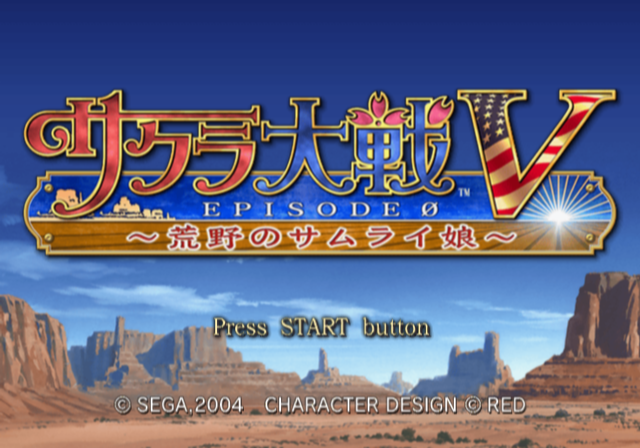 サクラ大戦V
TM
EPISODE Ø
～荒野のサムライ娘～
Press START button
© SEGA,2004 CHARACTER DESIGN © RED